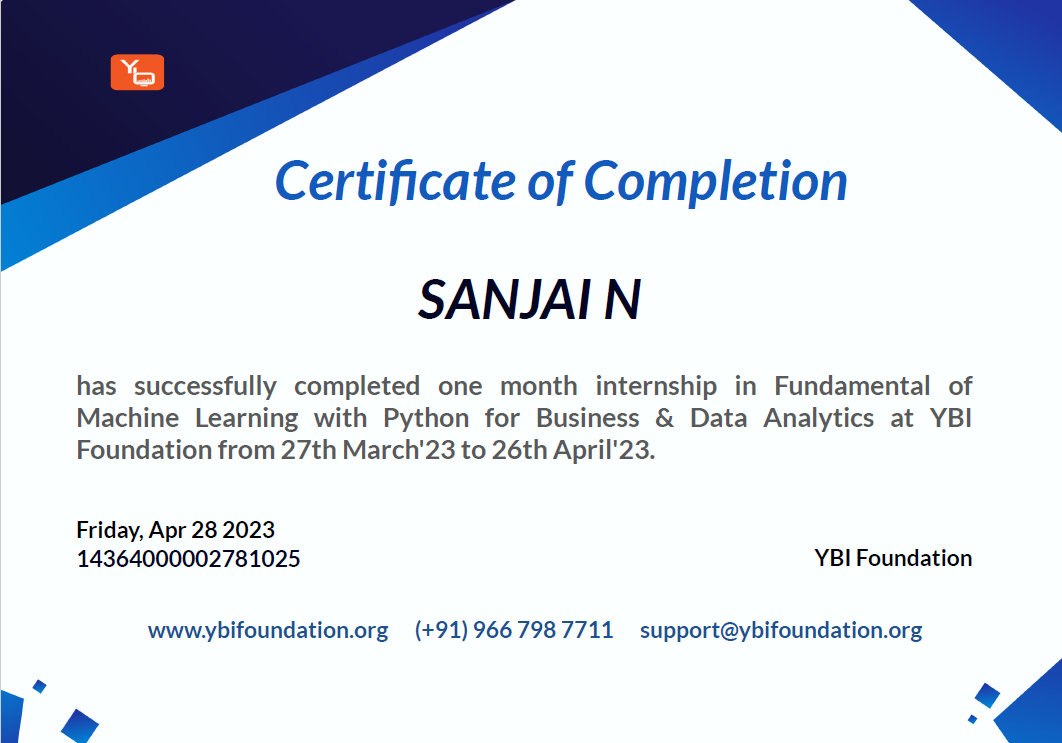 Certificate of Completion
SANJAI N
has successfully completed one month internship in Fundamental of
Machine Learning with Python for Business & Data Analytics at YBI
Foundation from 27th March'23 to 26th April'23.
Friday, Apr 28 2023
14364000002781025
YBI Foundation
www.ybifoundation.org (+91) 966 798 7711 support@ybifoundation.org